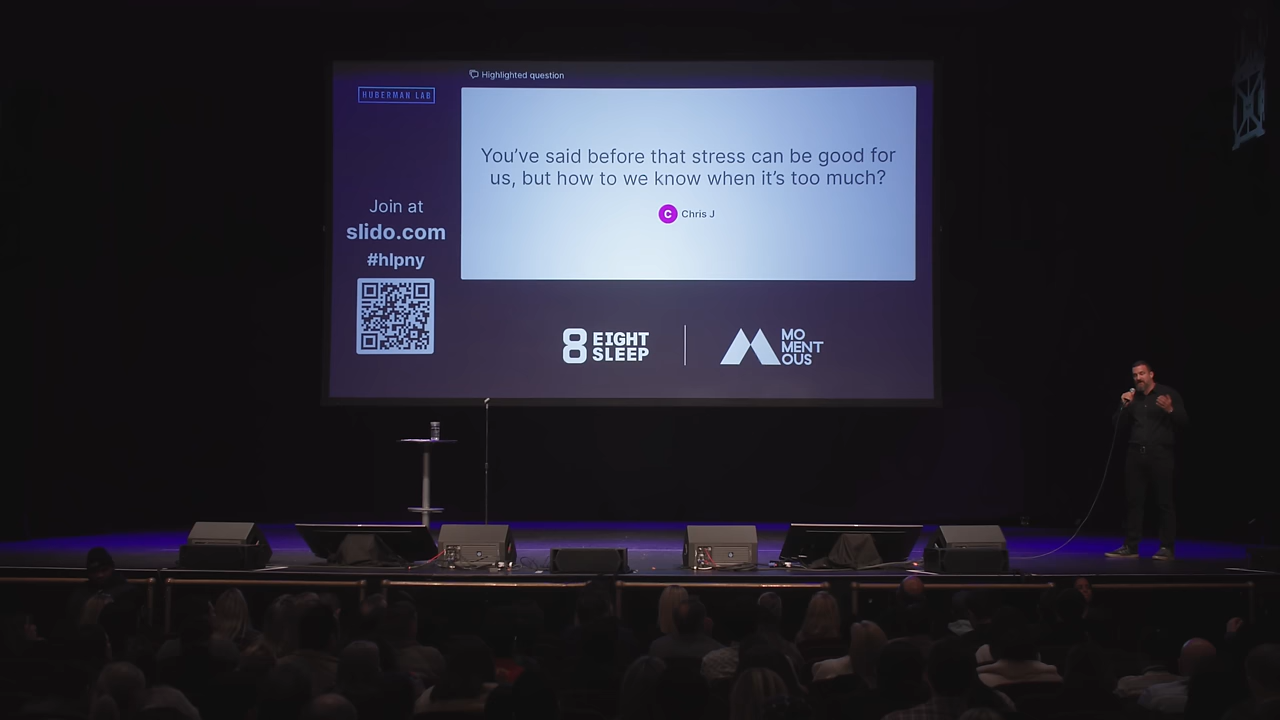 Highlighted question
HUBERMAN LAB
You've said before that stress can be good for
us, but how to we know when it's too much?
C Chris J
Join at
slido.com
#hlpny
8 EIGHT
SLEEP
MO
MENT
OUS